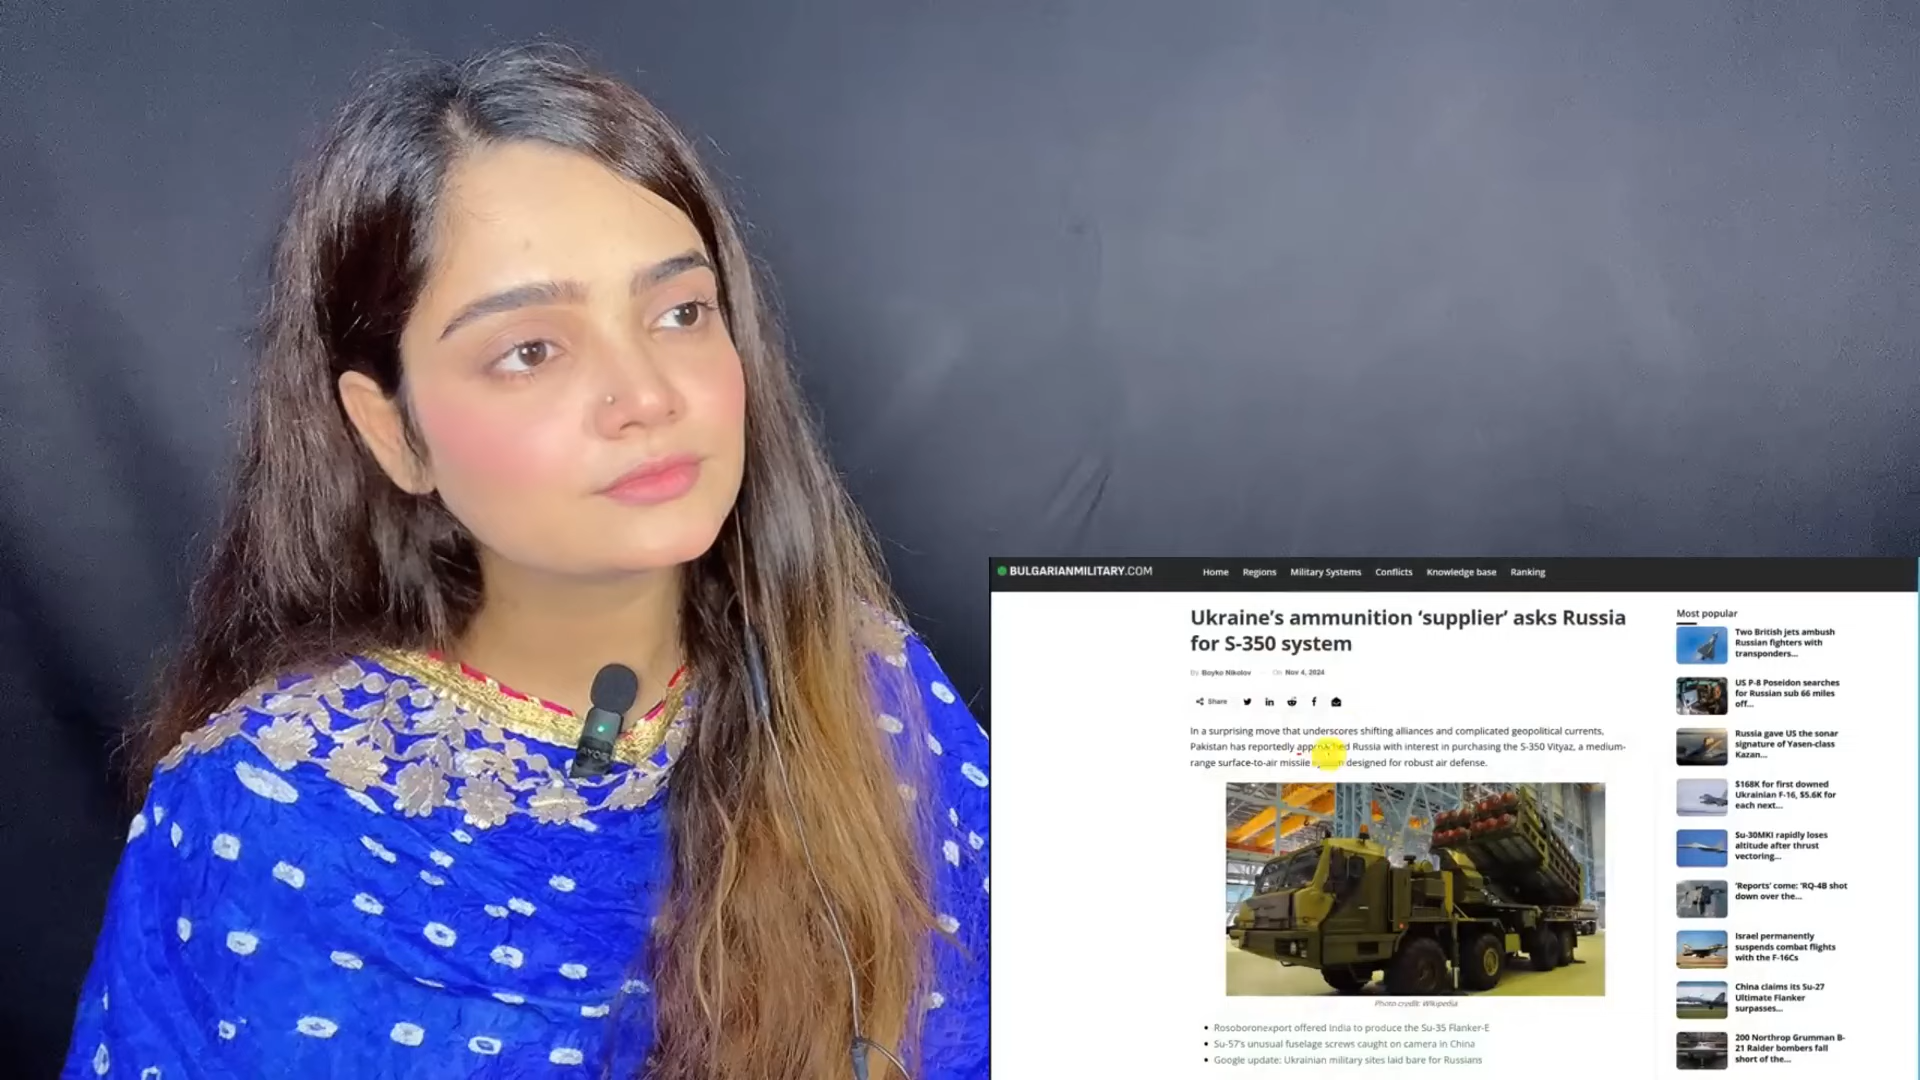 BULGARIANMILITARY.COM
Home Regions Military Systems Conflicts Knowledge base Ranking
Ukraine's ammunition 'supplier' asks Russia
for S-350 system
By Boyko Nikolov On Nov 4, 2024
Share
In a surprising move that underscores shifting alliances and complicated geopolitical currents,
Pakistan has reportedly approached Russia with interest in purchasing the S-350 Vityaz, a medium-
range surface-to-air missile system designed for robust air defense.
Photo credit: Wikipedia
Rosoboronexport offered India to produce the Su-35 Flanker-E
Su-57's unusual fuselage screws caught on camera in China
Google update: Ukrainian military sites laid bare for Russians
Most popular
Two British jets ambush
Russian fighters with
transponders...
US P-8 Poseidon searches
for Russian sub 66 miles
off...
Russia gave US the sonar
signature of Yasen-class
Kazan...
$168K for first downed
Ukrainian F-16, $5.6K for
each next...
Su-30MKI rapidly loses
altitude after thrust
vectoring...
'Reports' come: 'RQ-4B shot
down over the...
Israel permanently
suspends combat flights
with the F-16Cs
China claims its Su-27
Ultimate Flanker
surpasses...
200 Northrop Grumman B-
21 Raider bombers fall
short of the...